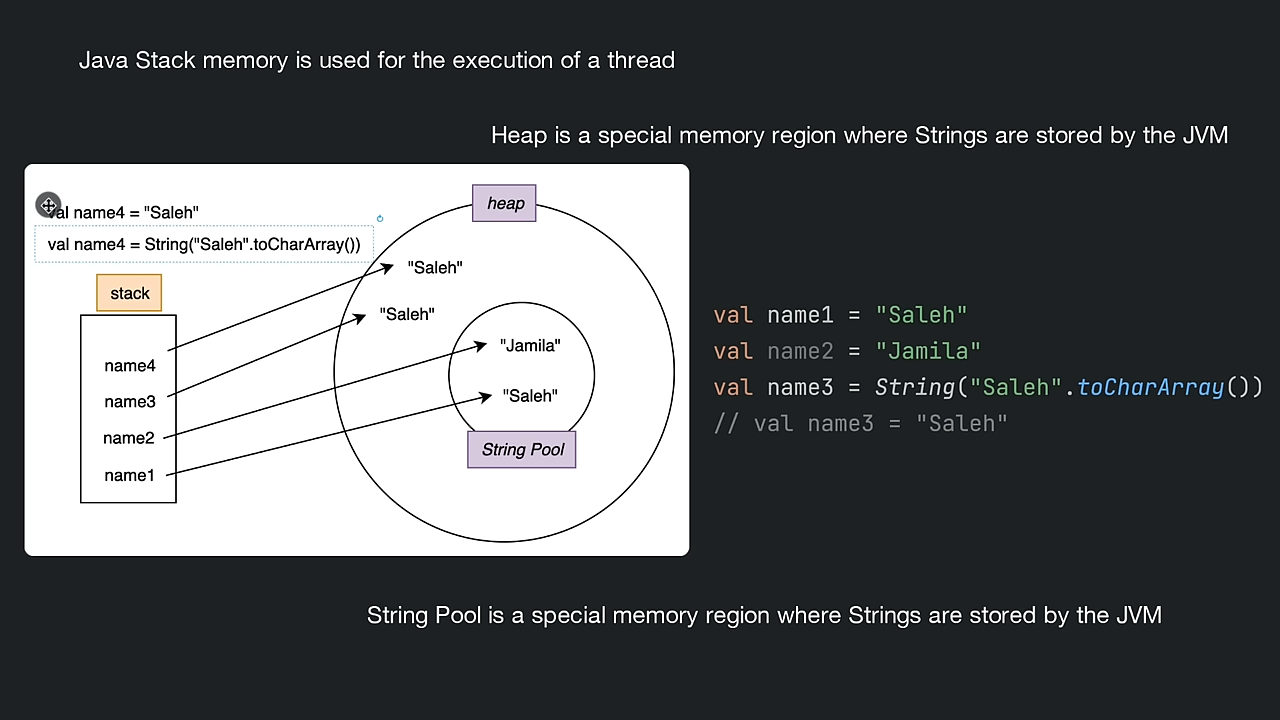 Java Stack memory is used for the execution of a thread
Heap is a special memory region where Strings are stored by the JVM
val name4 = "Saleh"
val name4 = String("Saleh".toCharArray())
heap
stack
"Saleh"
"Saleh"
"Jamila"
"Saleh"
String Pool
name4
name3
name2
name1
val name1 = "Saleh"
val name2 = "Jamila"
val name3 = String("Saleh".toCharArray())
// val name3 = "Saleh"
String Pool is a special memory region where Strings are stored by the JVM